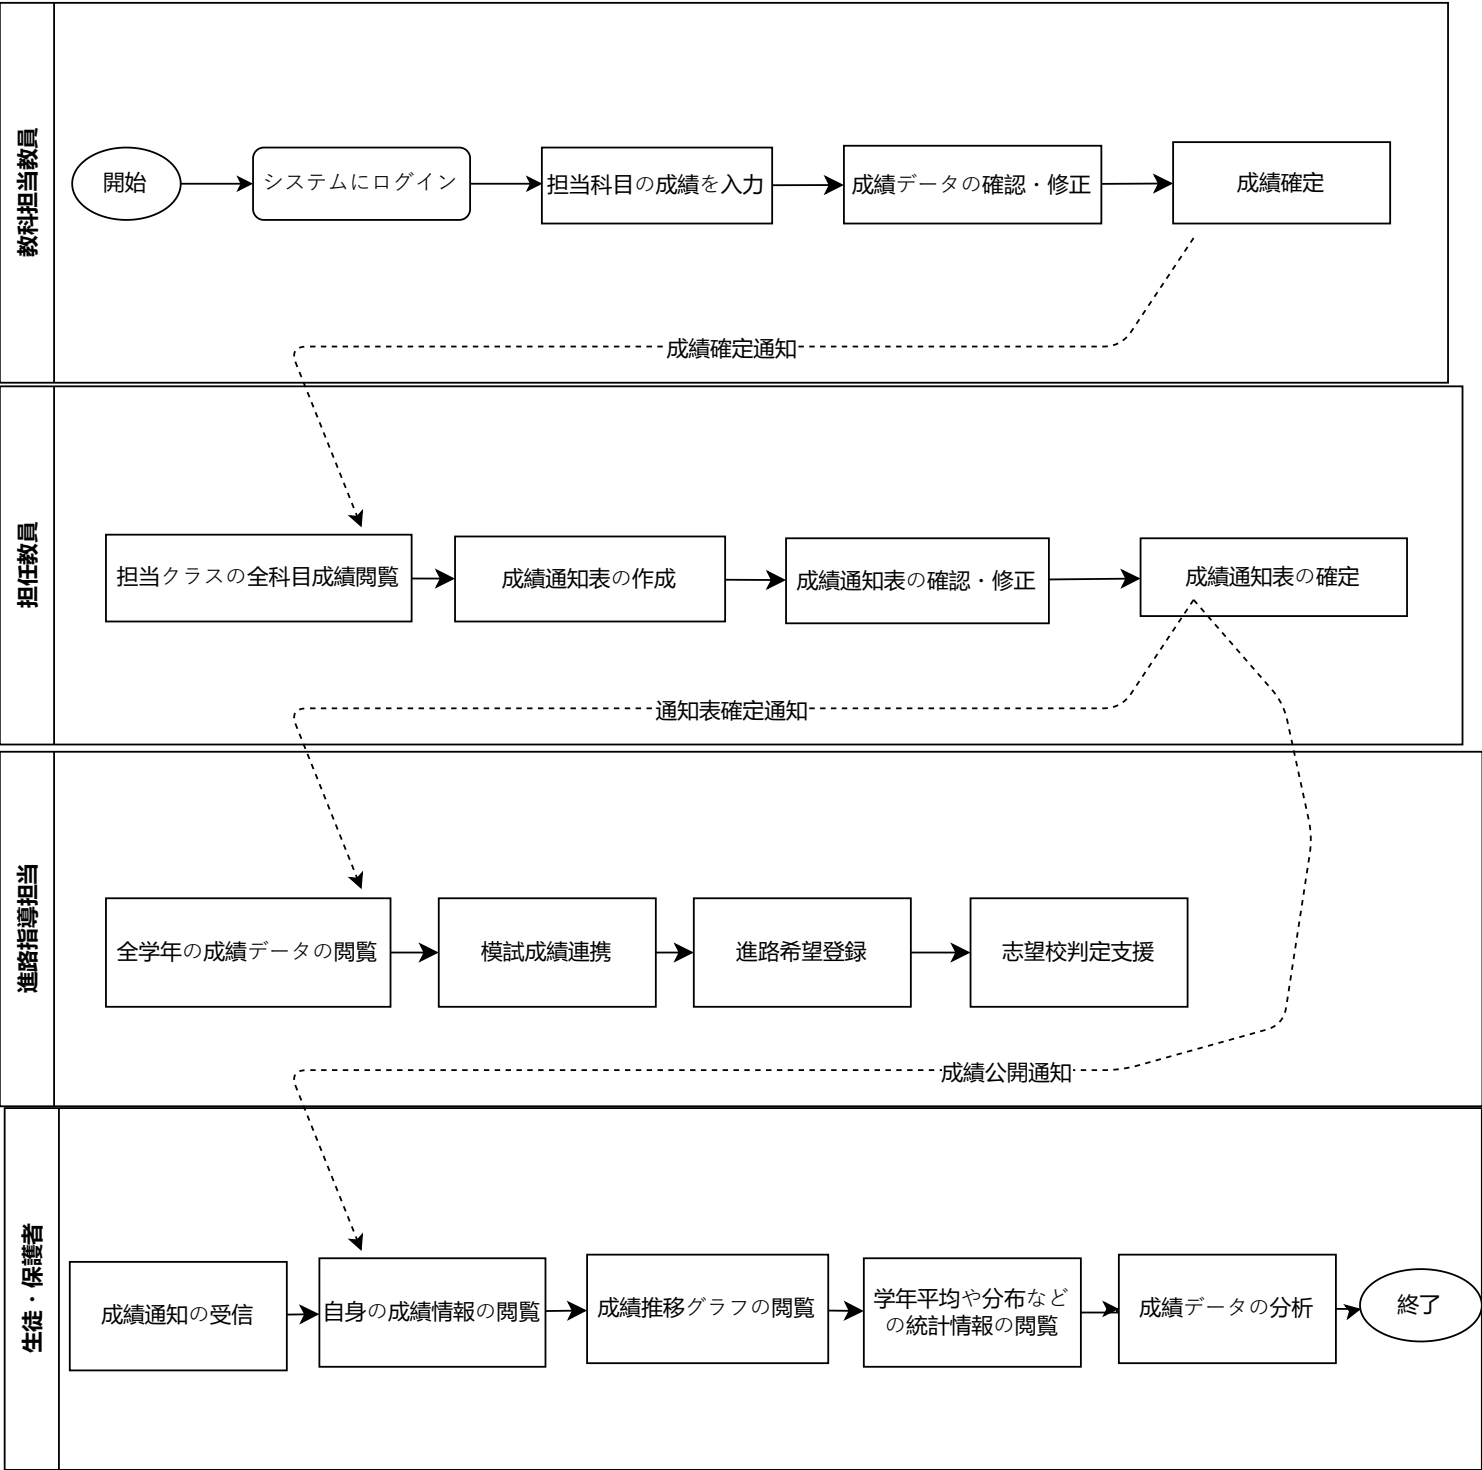 教科担当教員
開始
システムにログイン
担当科目の成績を入力
成績データの確認・修正
成績確定
成績確定通知
担任教員
担当クラスの全科目成績閲覧
成績通知表の作成
成績通知表の確認・修正
成績通知表の確定
通知表確定通知
進路指導担当
全学年の成績データの閲覧
模試成績連携
進路希望登録
志望校判定支援
成績公開通知
生徒・保護者
成績通知の受信
自身の成績情報の閲覧
成績推移グラフの閲覧
学年平均や分布など
の統計情報の閲覧
成績データの分析
終了